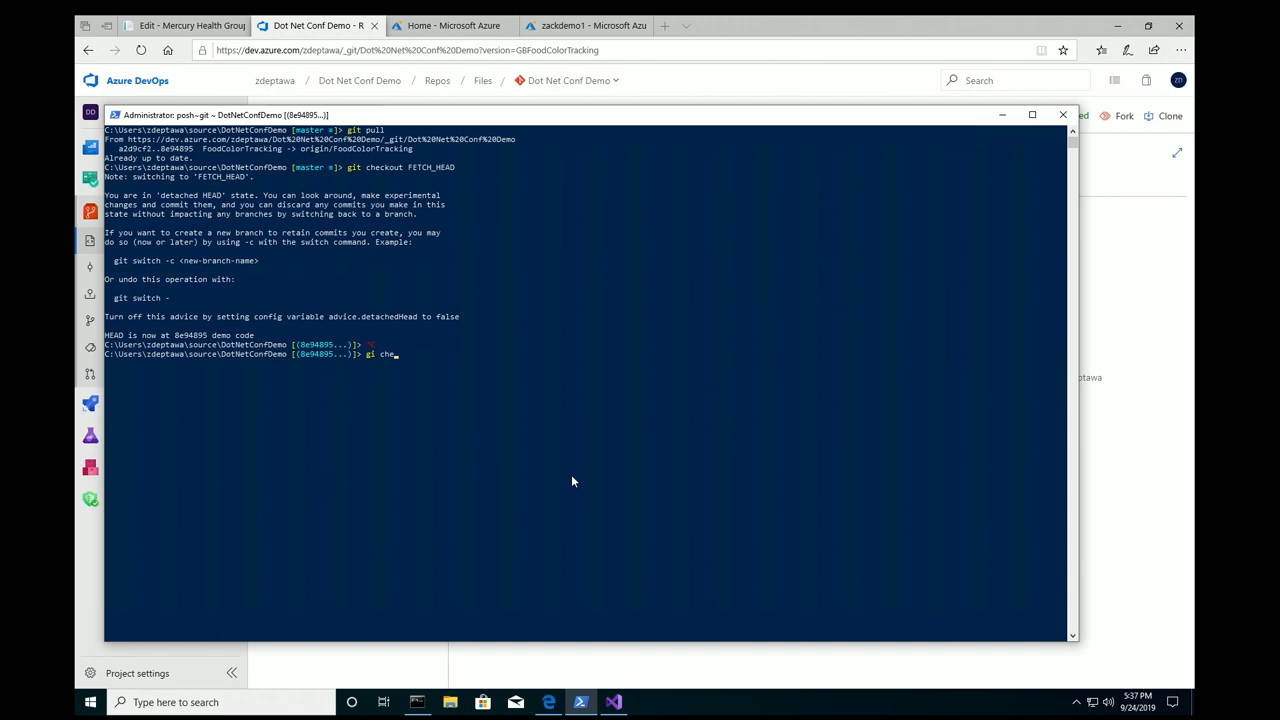 Edit - Mercury Health Group
Dot Net Conf Demo - R
Home - Microsoft Azure
zackdemo1 - Microsoft Azu
https://dev.azure.com/zdeptawa/_git/Dot%20Net%20Conf%20Demo?version=GBFoodColorTracking
Azure DevOps
zdeptawa / Dot Net Conf Demo / Repos / Files / Dot Net Conf Demo
Search
ZD
DD
Administrator: posh~git ~ DotNetConfDemo [(8e94895...)]
ed
Fork
Clone
C:\Users\zdeptawa\source\DotNetConfDemo [master ≡]> git pull
From https://dev.azure.com/zdeptawa/Dot%20Net%20Conf%20Demo/_git/Dot%20Net%20Conf%20Demo
a2d9cf2..8e94895 FoodColorTracking -> origin/FoodColorTracking
Already up to date.
C:\Users\zdeptawa\source\DotNetConfDemo [master ≡]> git checkout FETCH_HEAD
Note: switching to 'FETCH_HEAD'.
You are in 'detached HEAD' state. You can look around, make experimental
changes and commit them, and you can discard any commits you make in this
state without impacting any branches by switching back to a branch.
If you want to create a new branch to retain commits you create, you may
do so (now or later) by using -c with the switch command. Example:
git switch -c <new-branch-name>
Or undo this operation with:
git switch -
Turn off this advice by setting config variable advice.detachedHead to false
HEAD is now at 8e94895 demo code
C:\Users\zdeptawa\source\DotNetConfDemo [(8e94895...)]> ^C
C:\Users\zdeptawa\source\DotNetConfDemo [(8e94895...)]> gi che_
ptawa
Project settings
Type here to search
5:37 PM
9/24/2019